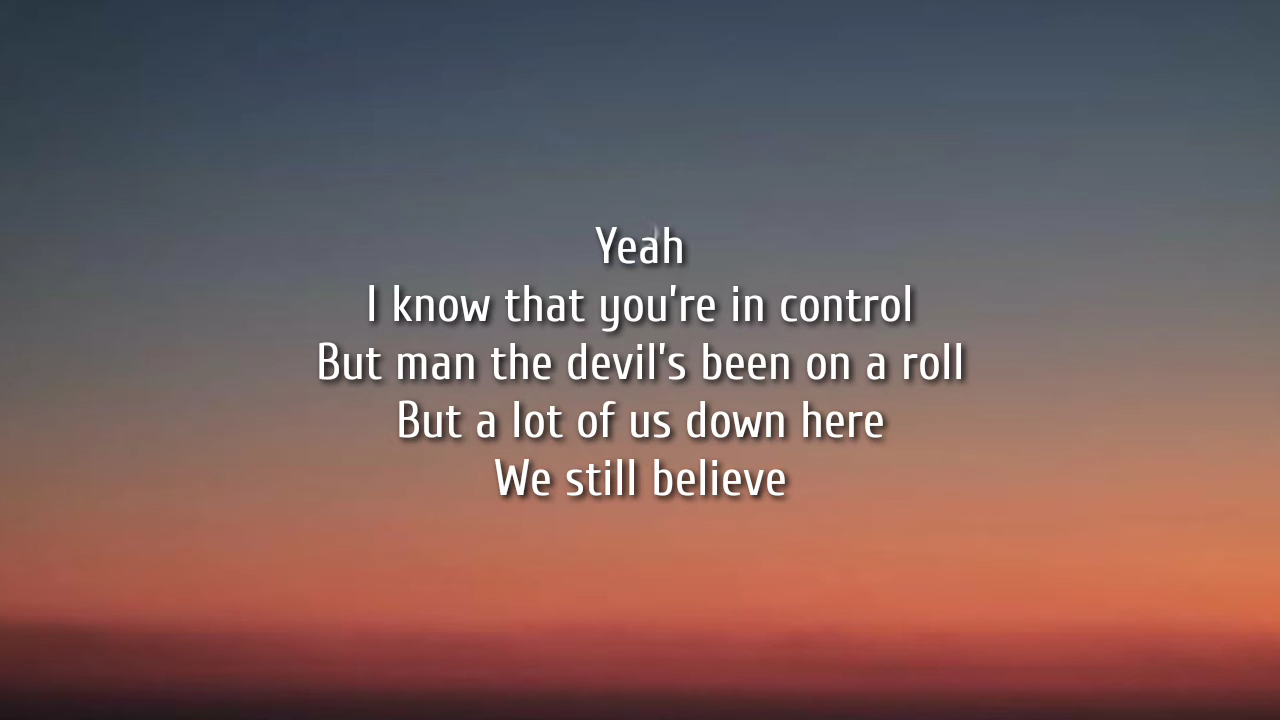 Yeah
I know that you're in control
But man the devil's been on a roll
But a lot of us down here
We still believe